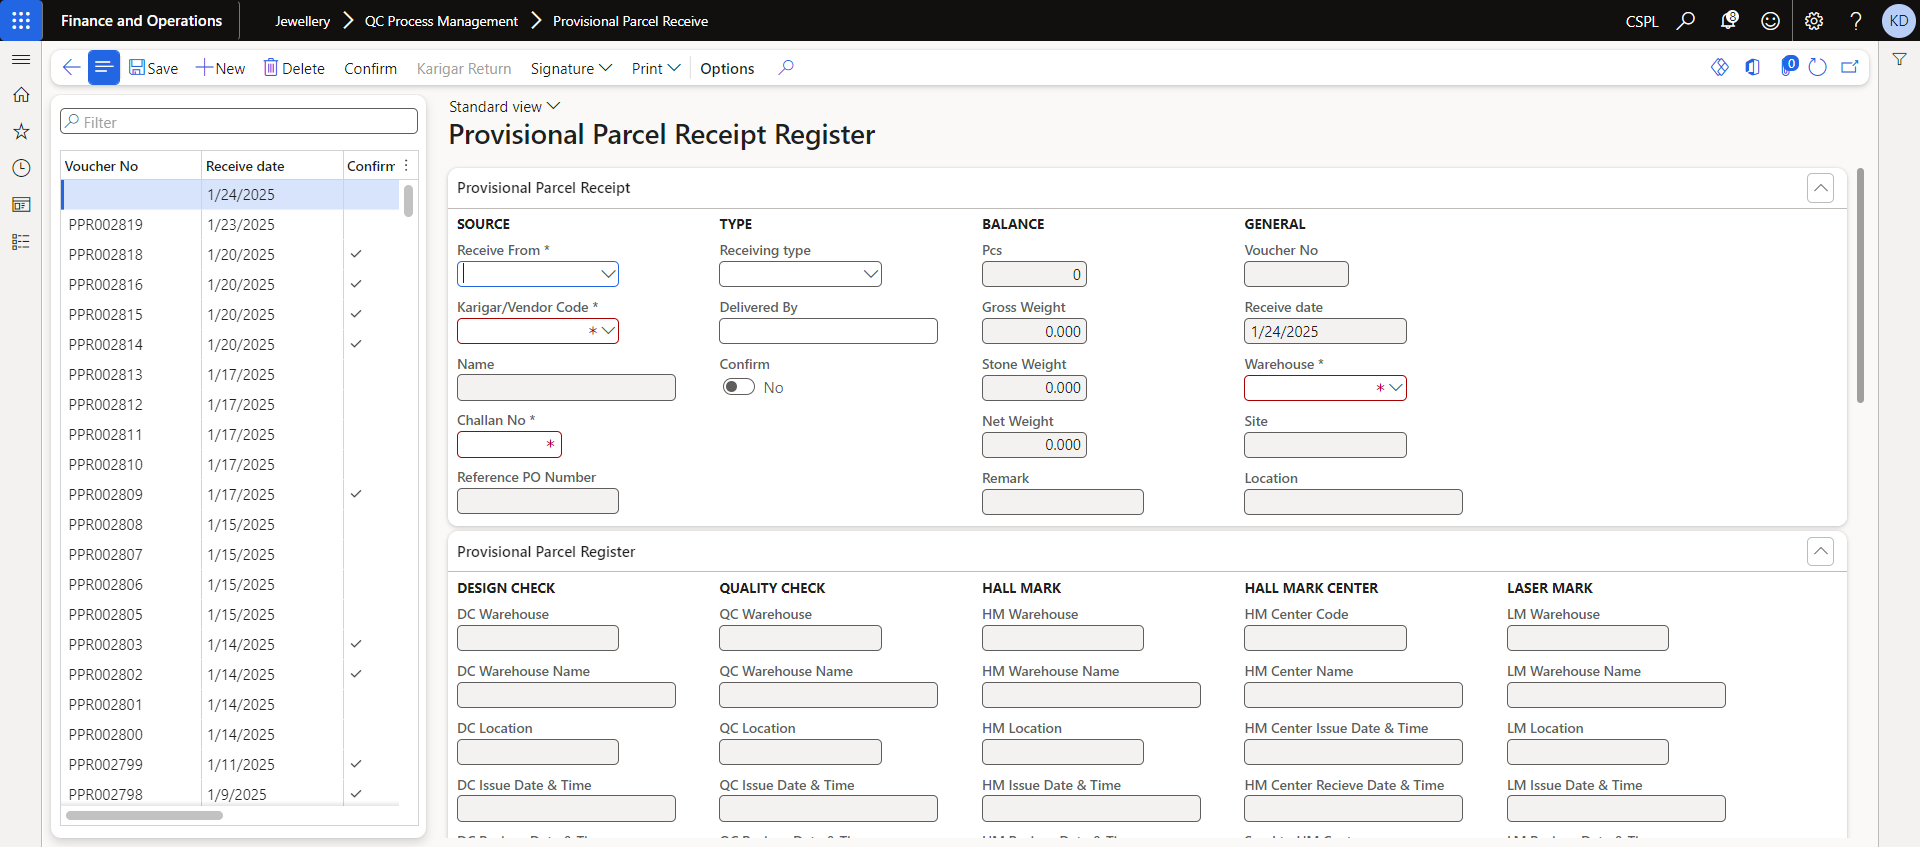 Finance and Operations
Jewellery
QC Process Management
Provisional Parcel Receive
CSPL
8
KD
Save
New
Delete
Confirm
Karigar Return
Signature
Print
Options
0
Filter
Voucher No Receive date Confirm
1/24/2025
PPR002819 1/23/2025
PPR002818 1/20/2025
PPR002816 1/20/2025
PPR002815 1/20/2025
PPR002814 1/20/2025
PPR002813 1/17/2025
PPR002812 1/17/2025
PPR002811 1/17/2025
PPR002810 1/17/2025
PPR002809 1/17/2025
PPR002808 1/15/2025
PPR002807 1/15/2025
PPR002806 1/15/2025
PPR002805 1/15/2025
PPR002803 1/14/2025
PPR002802 1/14/2025
PPR002801 1/14/2025
PPR002800 1/14/2025
PPR002799 1/11/2025
PPR002798 1/9/2025
Standard view
Provisional Parcel Receipt Register
Provisional Parcel Receipt
SOURCE
Receive From *
Karigar/Vendor Code *
*
Name
Challan No *
*
Reference PO Number
TYPE
Receiving type
Delivered By
Confirm
No
BALANCE
Pcs
0
Gross Weight
0.000
Stone Weight
0.000
Net Weight
0.000
Remark
GENERAL
Voucher No
Receive date
1/24/2025
Warehouse *
*
Site
Location
Provisional Parcel Register
DESIGN CHECK
DC Warehouse
DC Warehouse Name
DC Location
DC Issue Date & Time
QUALITY CHECK
QC Warehouse
QC Warehouse Name
QC Location
QC Issue Date & Time
HALL MARK
HM Warehouse
HM Warehouse Name
HM Location
HM Issue Date & Time
HALL MARK CENTER
HM Center Code
HM Center Name
HM Center Issue Date & Time
HM Center Recieve Date & Time
LASER MARK
LM Warehouse
LM Warehouse Name
LM Location
LM Issue Date & Time